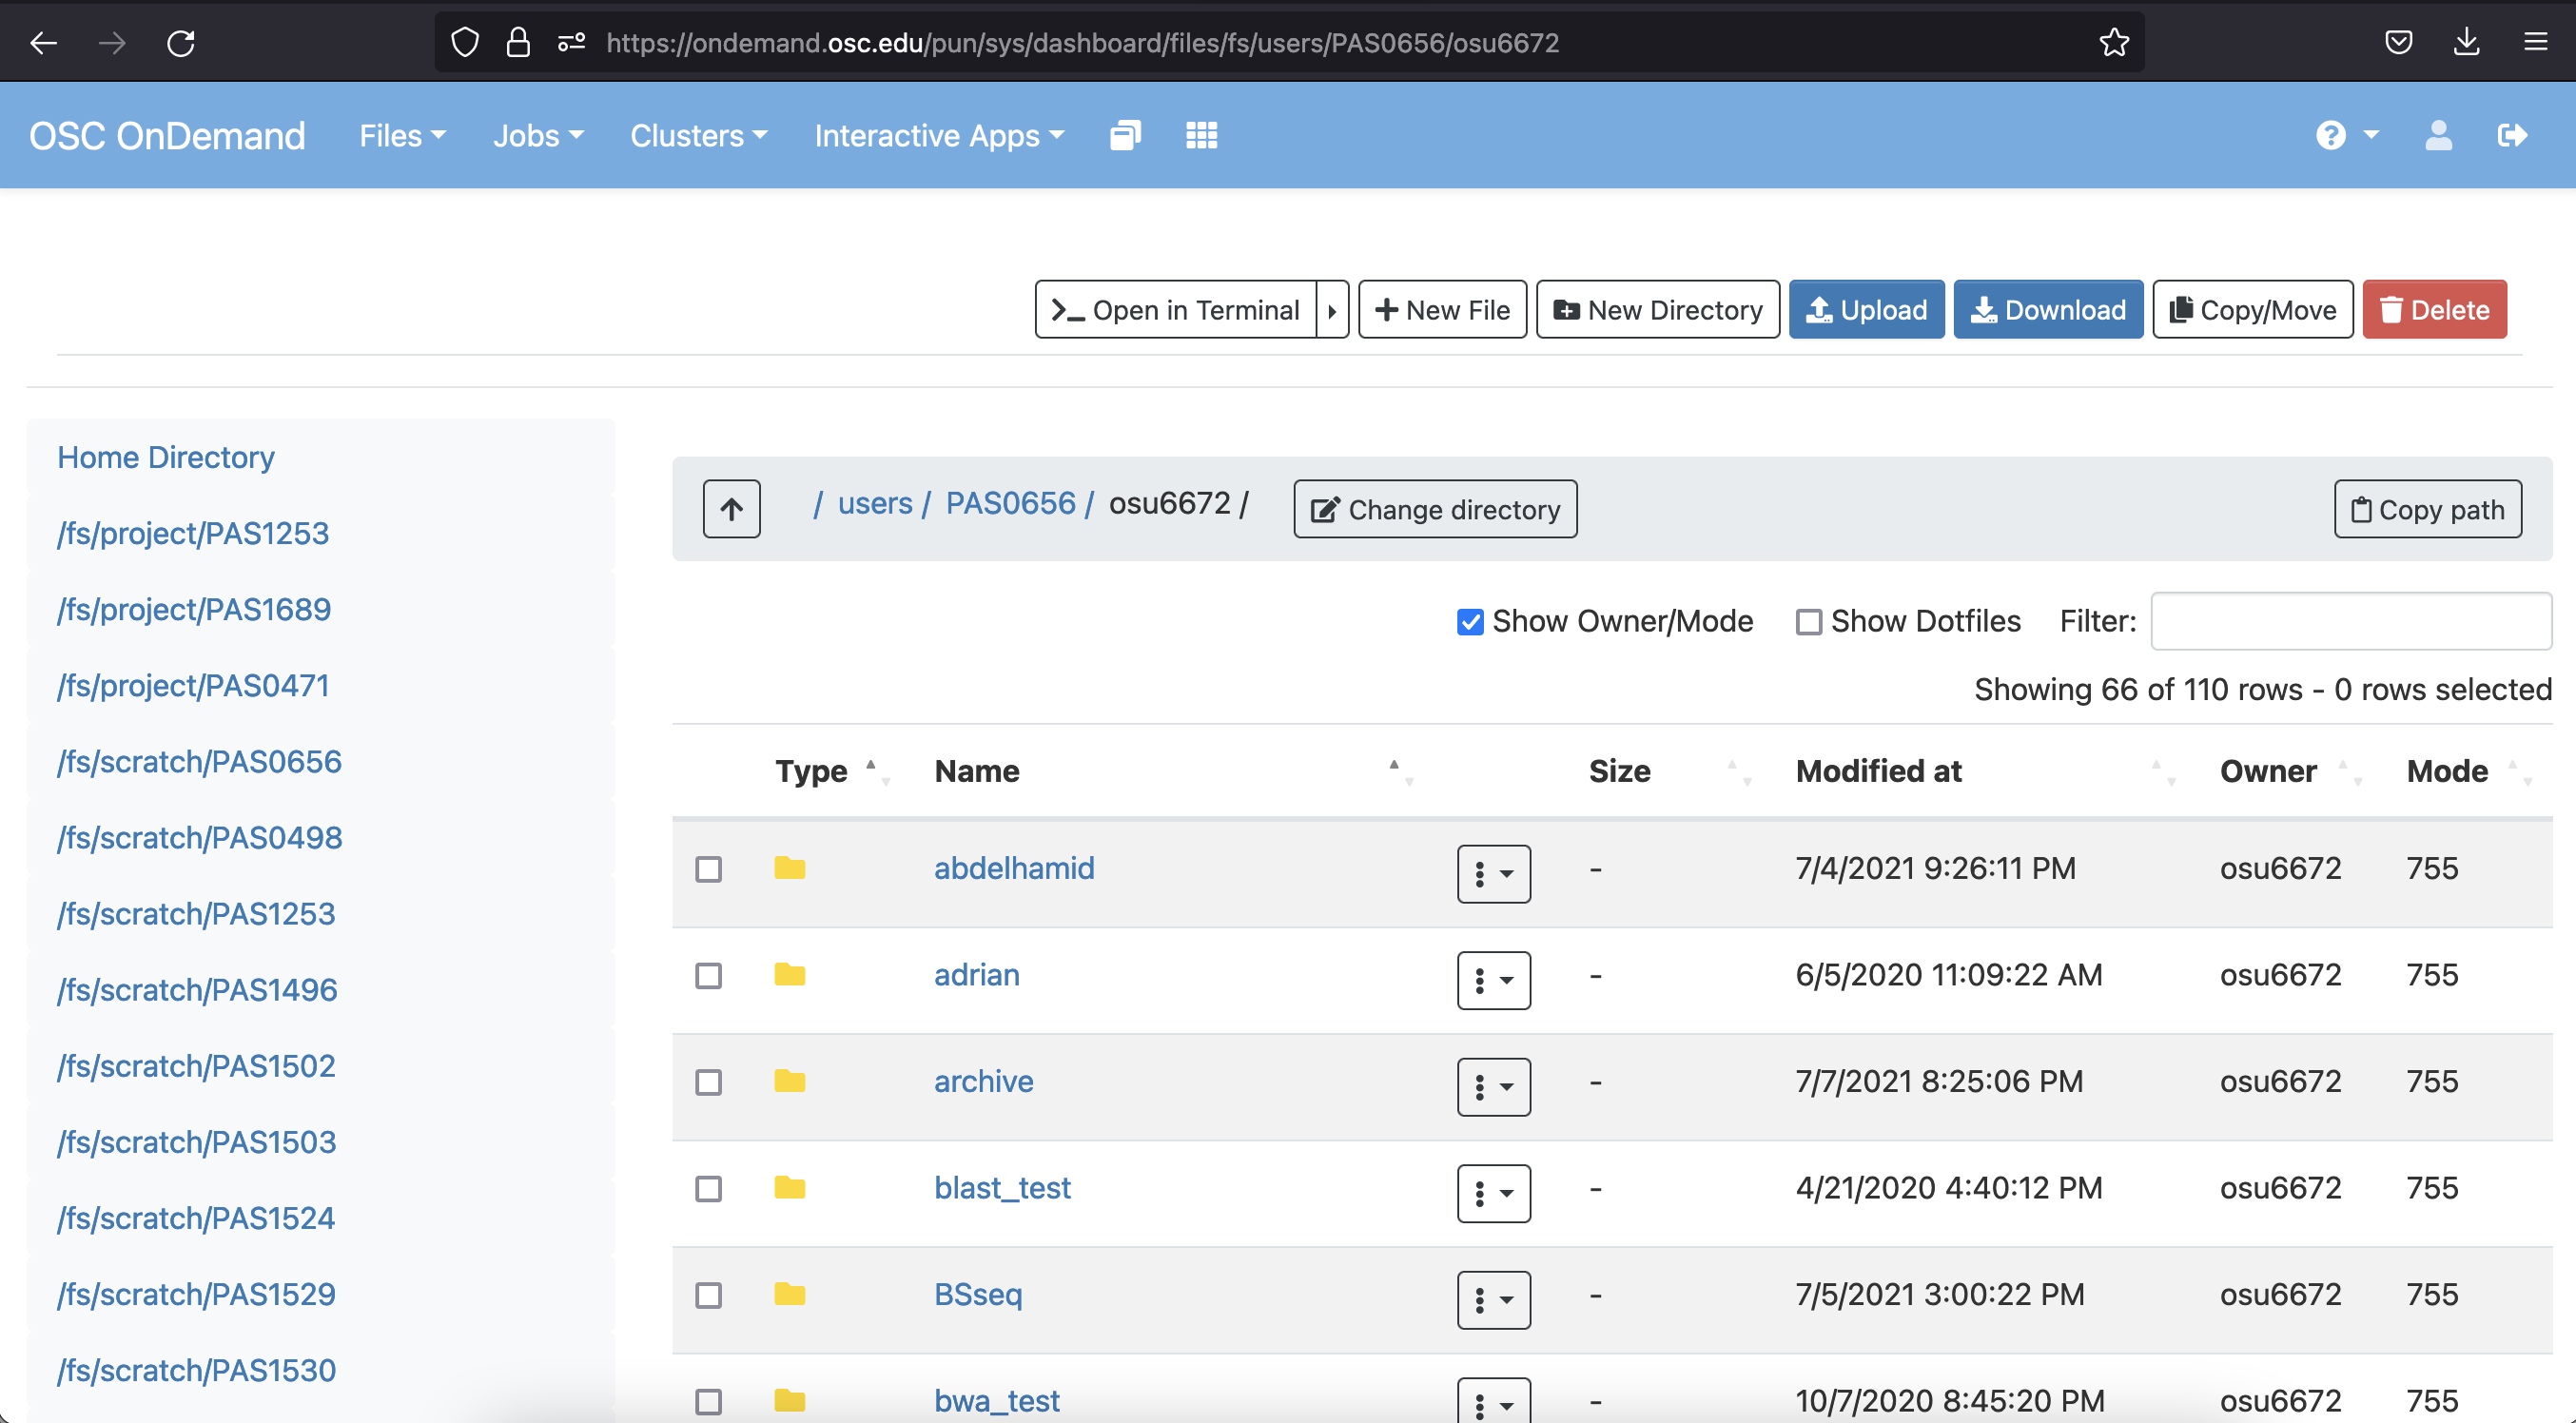 https://ondemand.osc.edu/pun/sys/dashboard/files/fs/users/PAS0656/osu6672
OSC OnDemand Files Jobs Clusters Interactive Apps
Open in Terminal New File New Directory Upload Download Copy/Move Delete
Home Directory
/fs/project/PAS1253
/fs/project/PAS1689
/fs/project/PAS0471
/fs/scratch/PAS0656
/fs/scratch/PAS0498
/fs/scratch/PAS1253
/fs/scratch/PAS1496
/fs/scratch/PAS1502
/fs/scratch/PAS1503
/fs/scratch/PAS1524
/fs/scratch/PAS1529
/fs/scratch/PAS1530
/ users / PAS0656 / osu6672 / Change directory Copy path
Show Owner/Mode Show Dotfiles Filter:
Showing 66 of 110 rows - 0 rows selected
Type Name Size Modified at Owner Mode
abdelhamid - 7/4/2021 9:26:11 PM osu6672 755
adrian - 6/5/2020 11:09:22 AM osu6672 755
archive - 7/7/2021 8:25:06 PM osu6672 755
blast_test - 4/21/2020 4:40:12 PM osu6672 755
BSseq - 7/5/2021 3:00:22 PM osu6672 755
bwa_test - 10/7/2020 8:45:20 PM osu6672 755